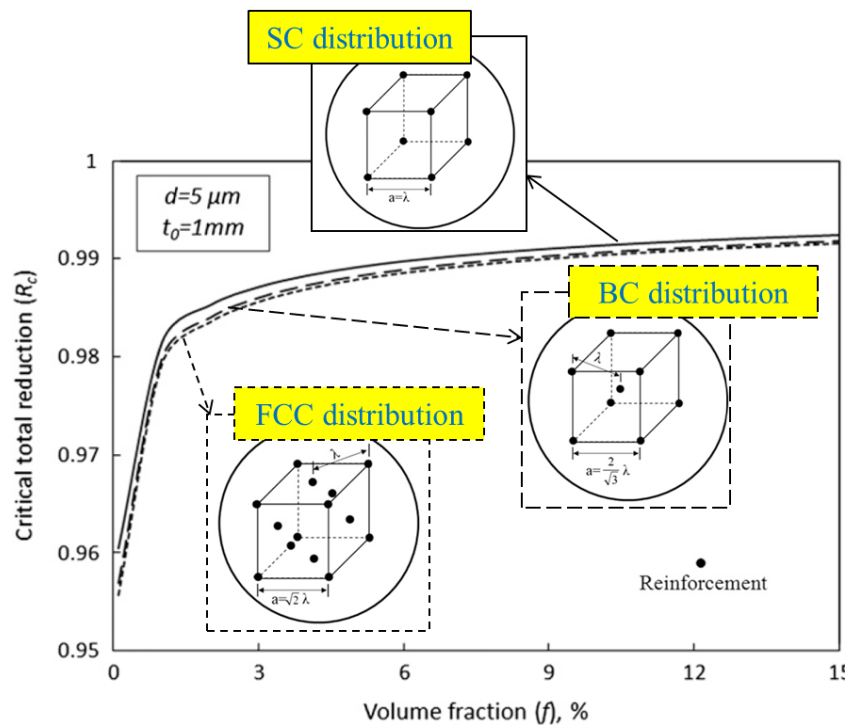 SC distribution
a=λ
1
d=5 μm
t₀=1mm
0.99
BC distribution
λ
a=2/√3 λ
0.98
FCC distribution
λ
a=√2 λ
0.97
0.96
Reinforcement
0.95
0
3
6
9
12
15
Critical total reduction (Rc)
Volume fraction (f), %